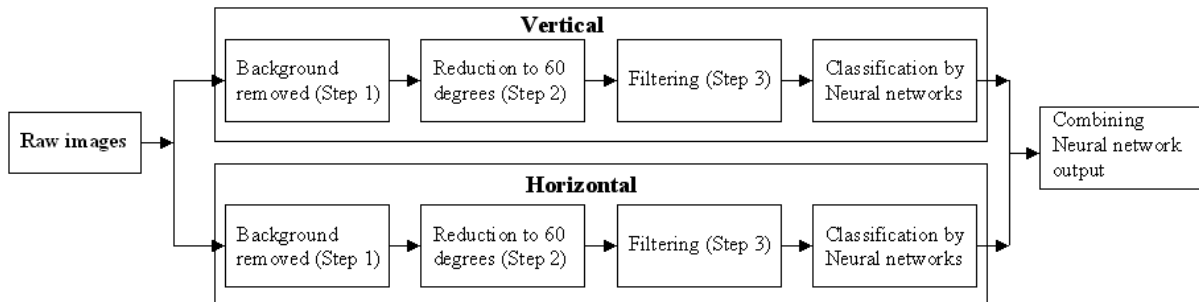 Raw images
Vertical
Background
removed (Step 1)
Reduction to 60
degrees (Step 2)
Filtering (Step 3)
Classification by
Neural networks
Horizontal
Background
removed (Step 1)
Reduction to 60
degrees (Step 2)
Filtering (Step 3)
Classification by
Neural networks
Combining
Neural network
output